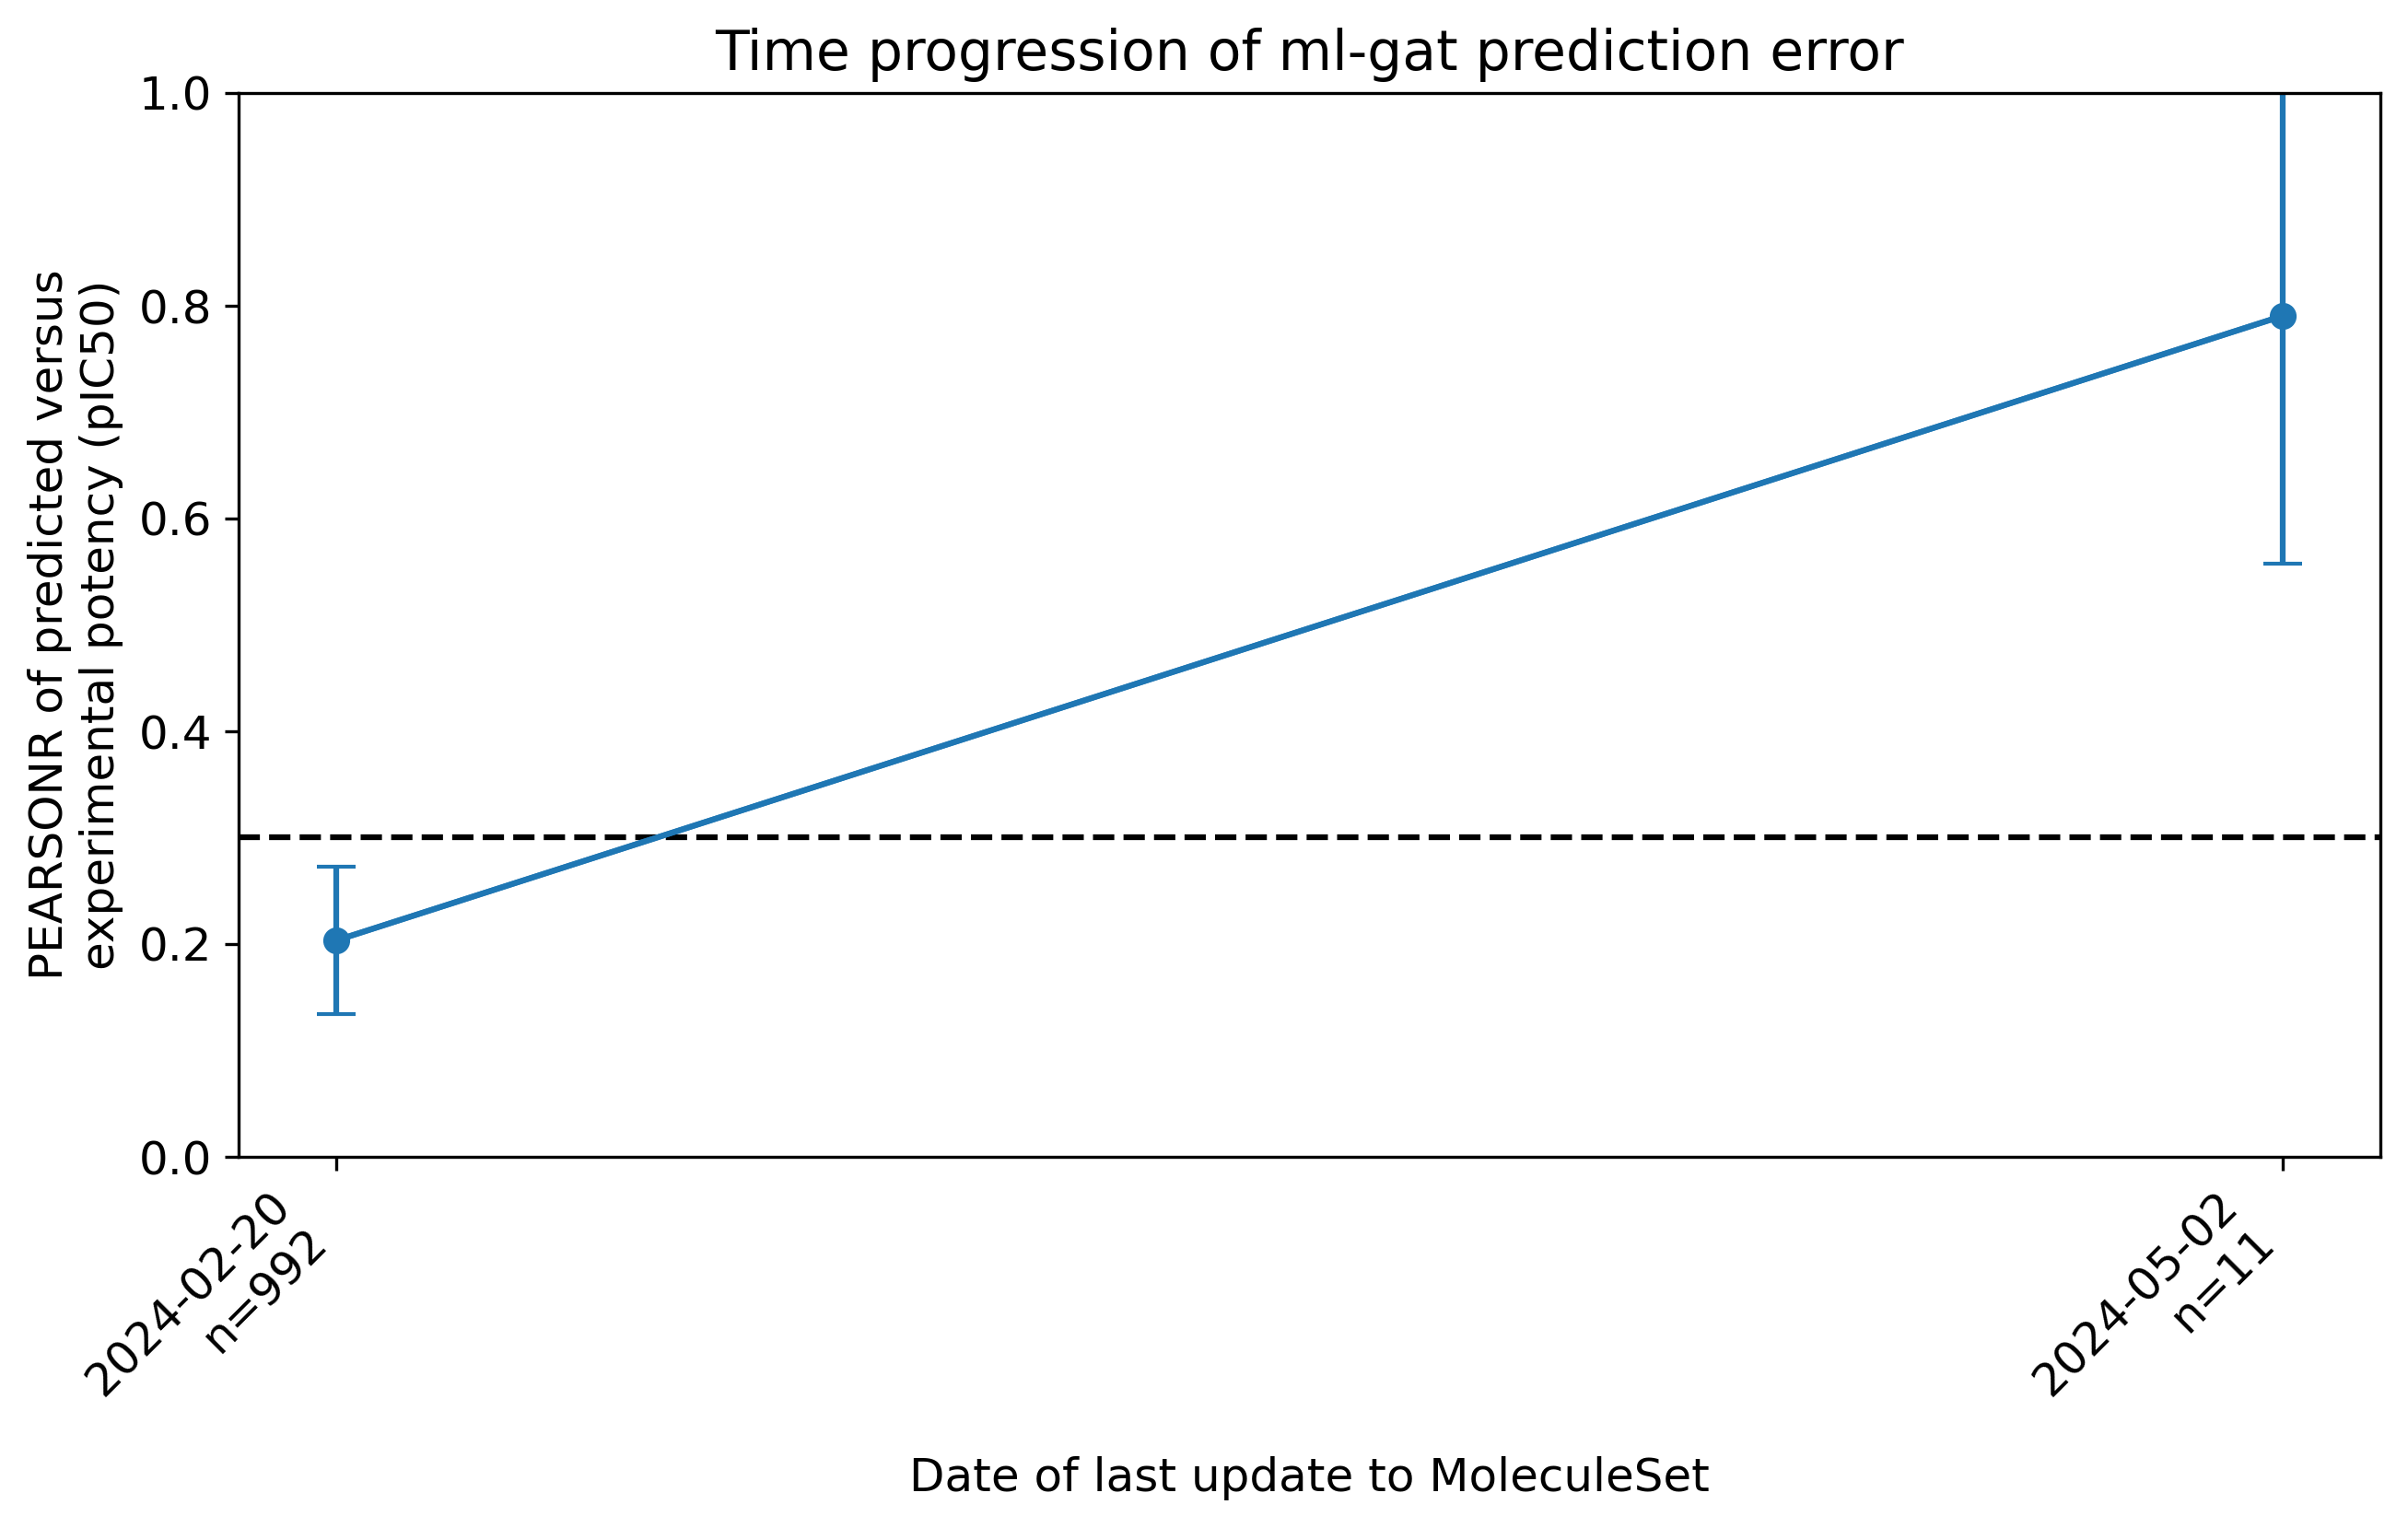 Time progression of ml-gat prediction error
PEARSONR of predicted versus
experimental potency (pIC50)
1.0
0.8
0.6
0.4
0.2
0.0
2024-02-20
n=992
2024-05-02
n=11
Date of last update to MoleculeSet